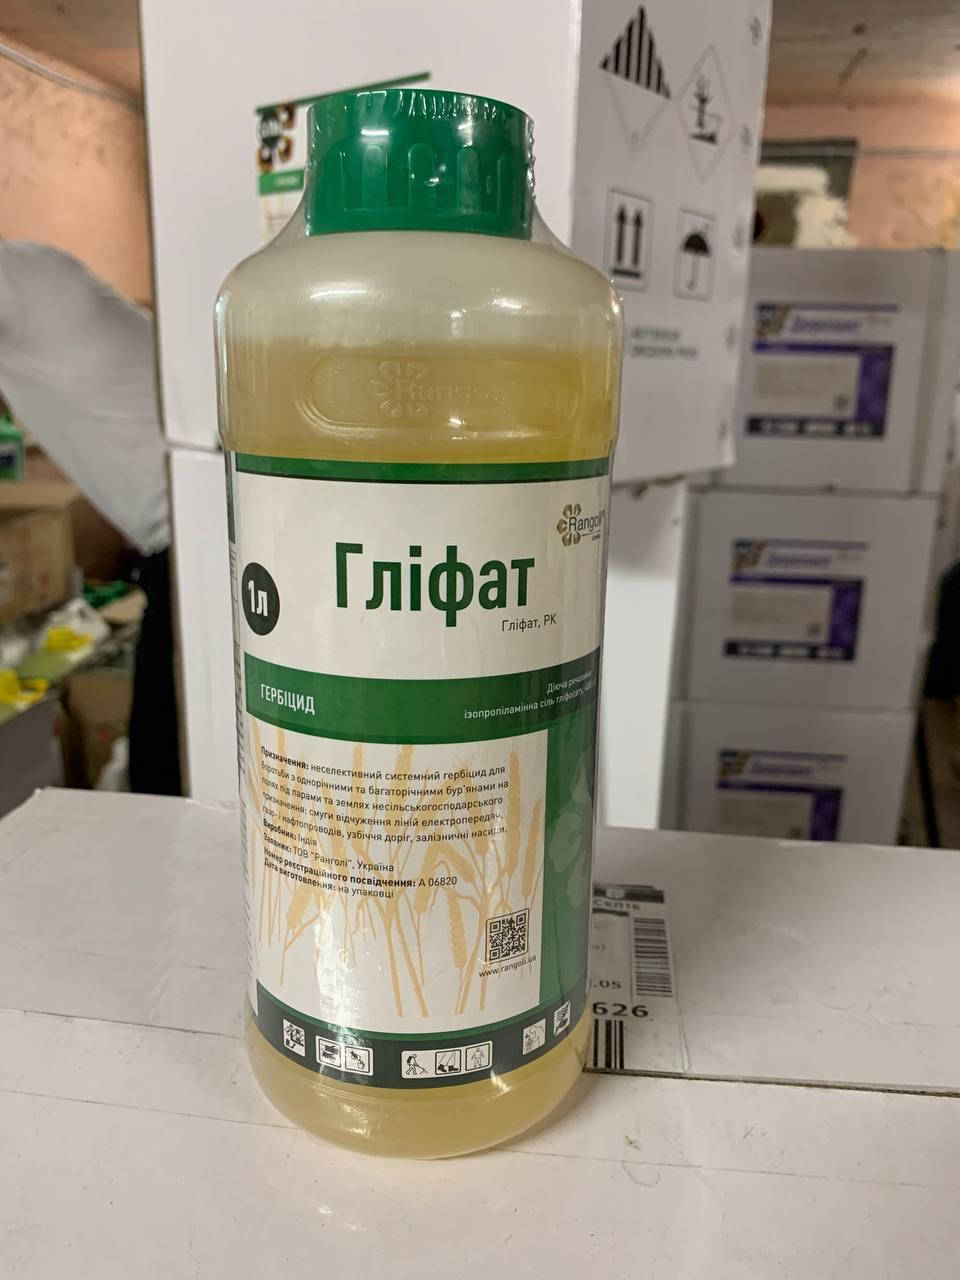 Rangoli
Rangoli
Гліфат
1л
Гліфат, РК
ГЕРБІЦИД
Діюча речовина:
ізопропіламінна сіль гліфосату,
Призначення: неселективний системний гербіцид для
боротьби з однорічними та багаторічними бур'янами на
полях під парами та землях несільськогосподарського
призначення: смуги відчуження ліній електропередач,
газо- і нафтопроводів, узбіччя доріг, залізничні насипи.
Виробник: Індія
Заявник: ТОВ "Ранголі", Україна
Номер реєстраційного посвідчення: А 06820
Дата виготовлення: на упаковці
www.rangoli.ua
.05
626